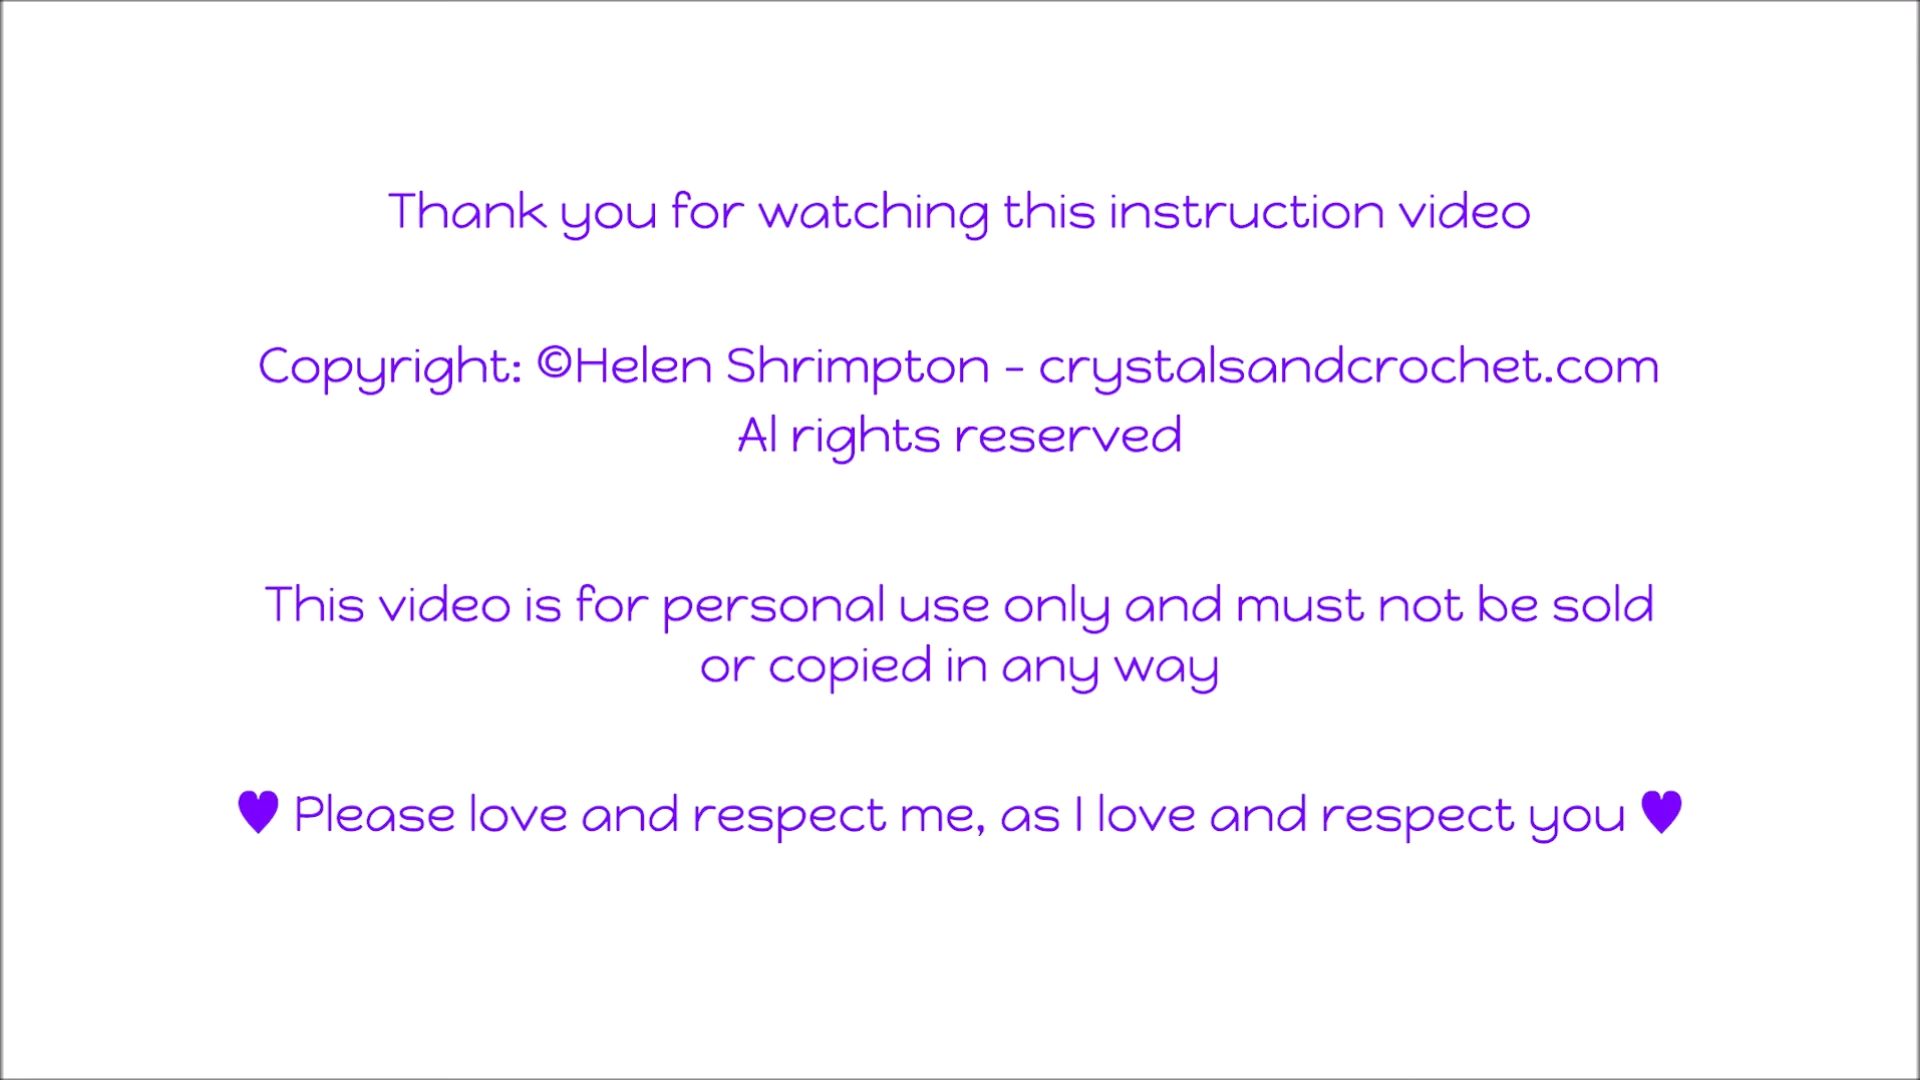 Thank you for watching this instruction video
Copyright: ©Helen Shrimpton - crystalsandcrochet.com
Al rights reserved
This video is for personal use only and must not be sold
or copied in any way
♥ Please love and respect me, as I love and respect you ♥